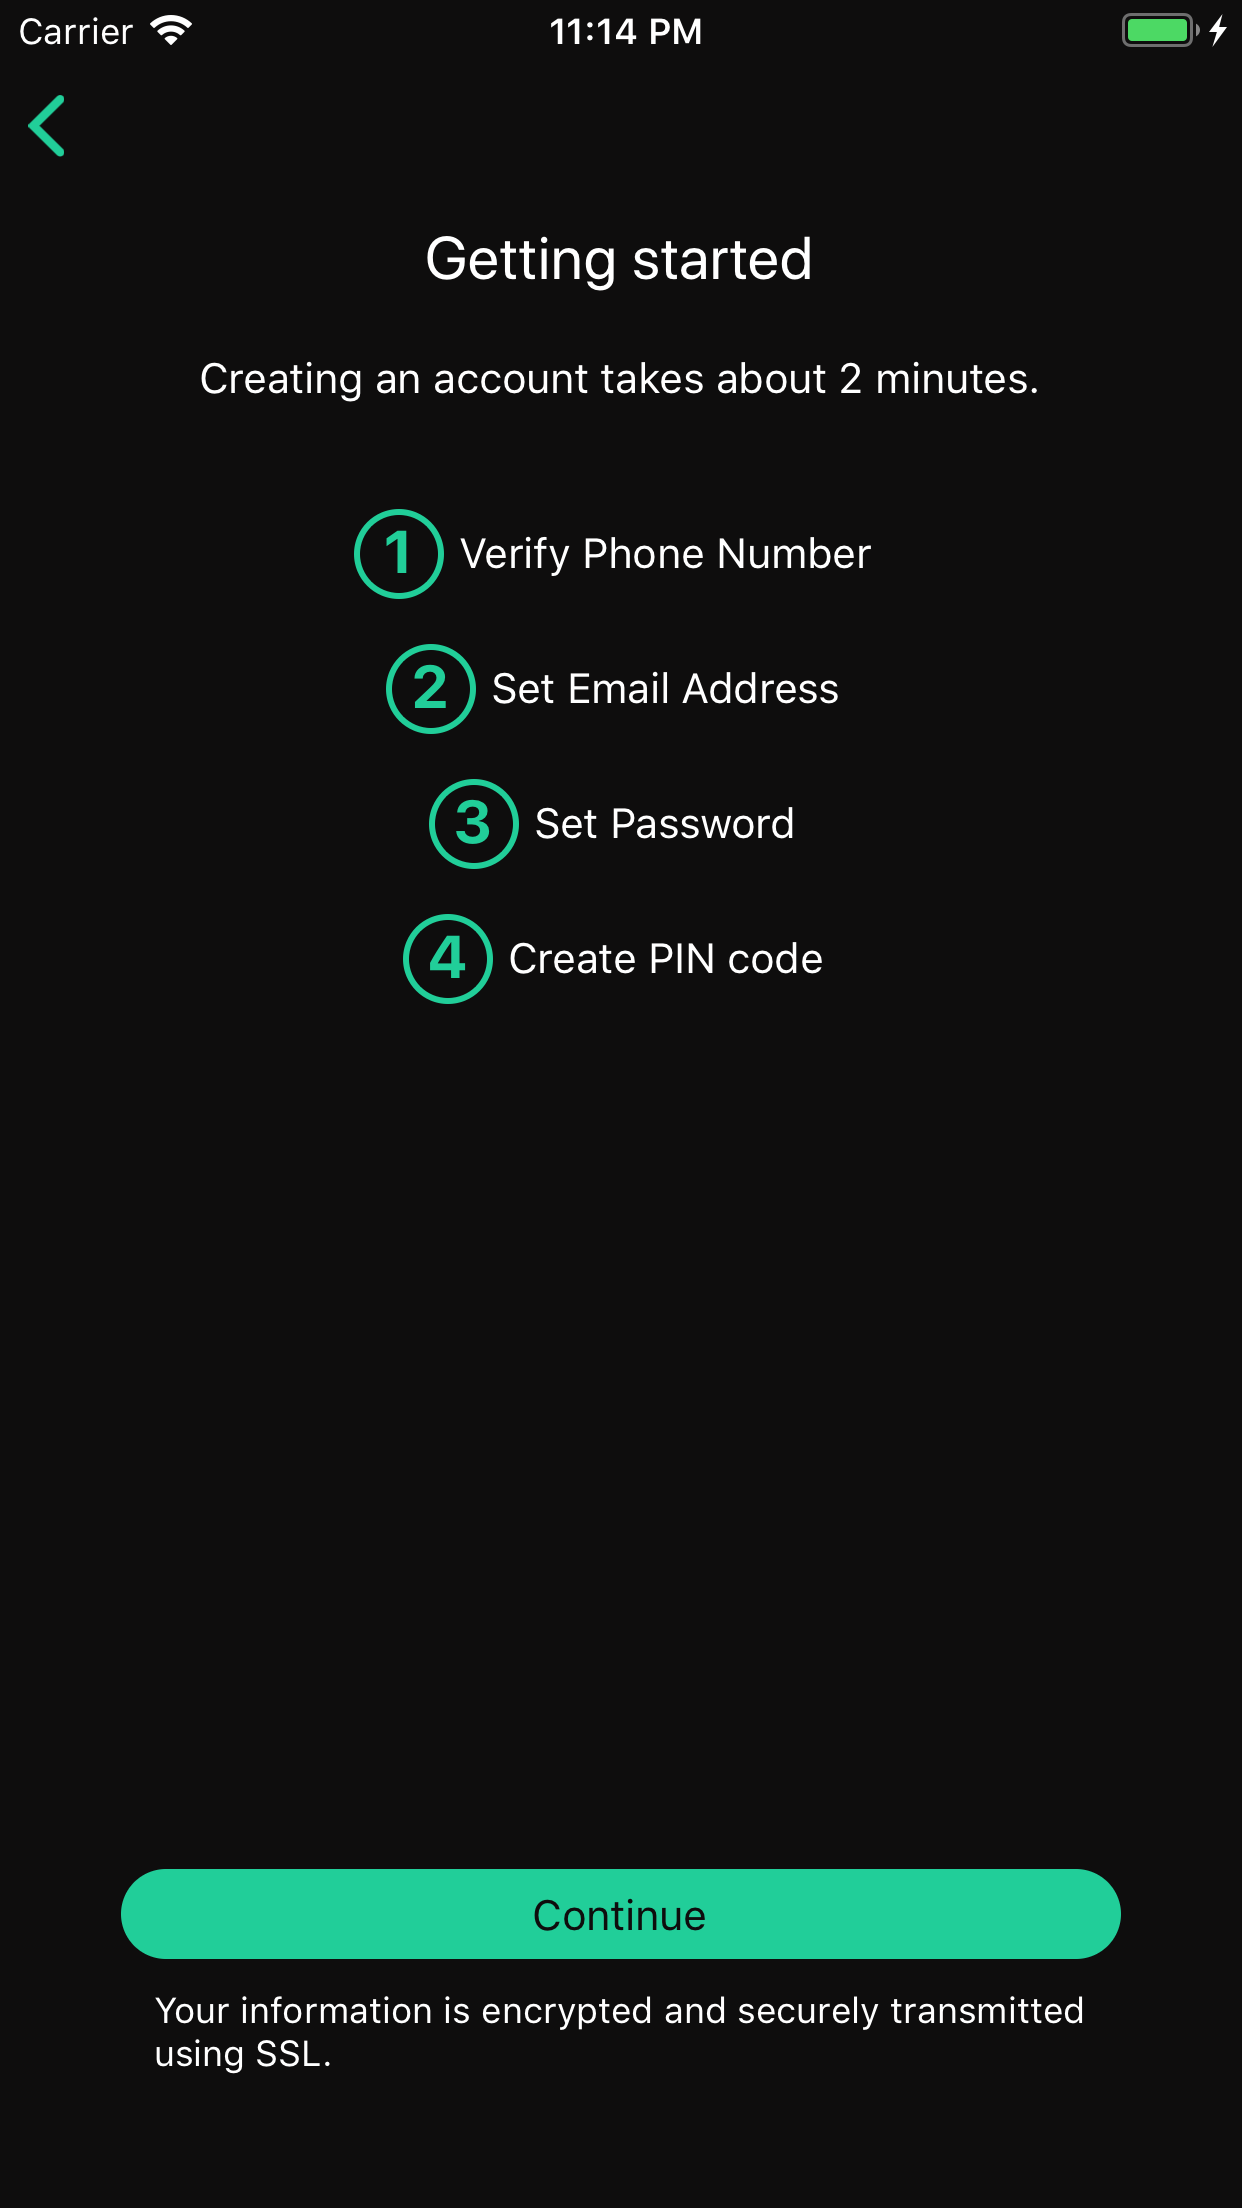 Carrier 11:14 PM
Getting started
Creating an account takes about 2 minutes.
1 Verify Phone Number
2 Set Email Address
3 Set Password
4 Create PIN code
Continue
Your information is encrypted and securely transmitted
using SSL.